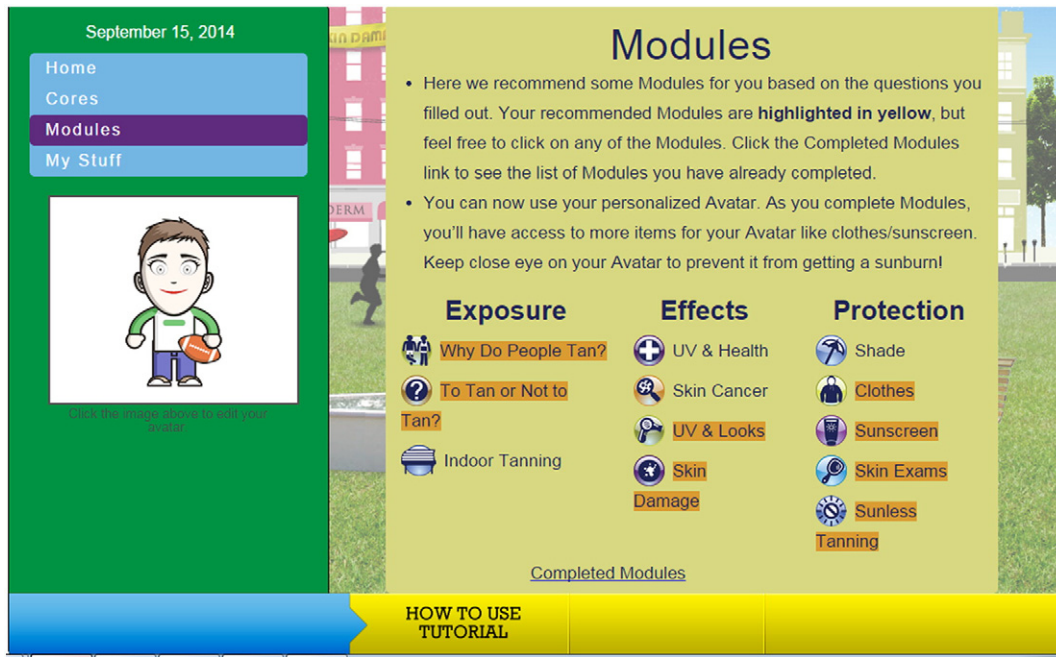 September 15, 2014
Home
Cores
Modules
My Stuff
Click the image above to edit your
avatar.
DERM
Modules
• Here we recommend some Modules for you based on the questions you
filled out. Your recommended Modules are highlighted in yellow, but
feel free to click on any of the Modules. Click the Completed Modules
link to see the list of Modules you have already completed.
• You can now use your personalized Avatar. As you complete Modules,
you'll have access to more items for your Avatar like clothes/sunscreen.
Keep close eye on your Avatar to prevent it from getting a sunburn!
Exposure
Why Do People Tan?
To Tan or Not to
Tan?
Indoor Tanning
Effects
UV & Health
Skin Cancer
UV & Looks
Skin
Damage
Protection
Shade
Clothes
Sunscreen
Skin Exams
Sunless
Tanning
Completed Modules
HOW TO USE
TUTORIAL